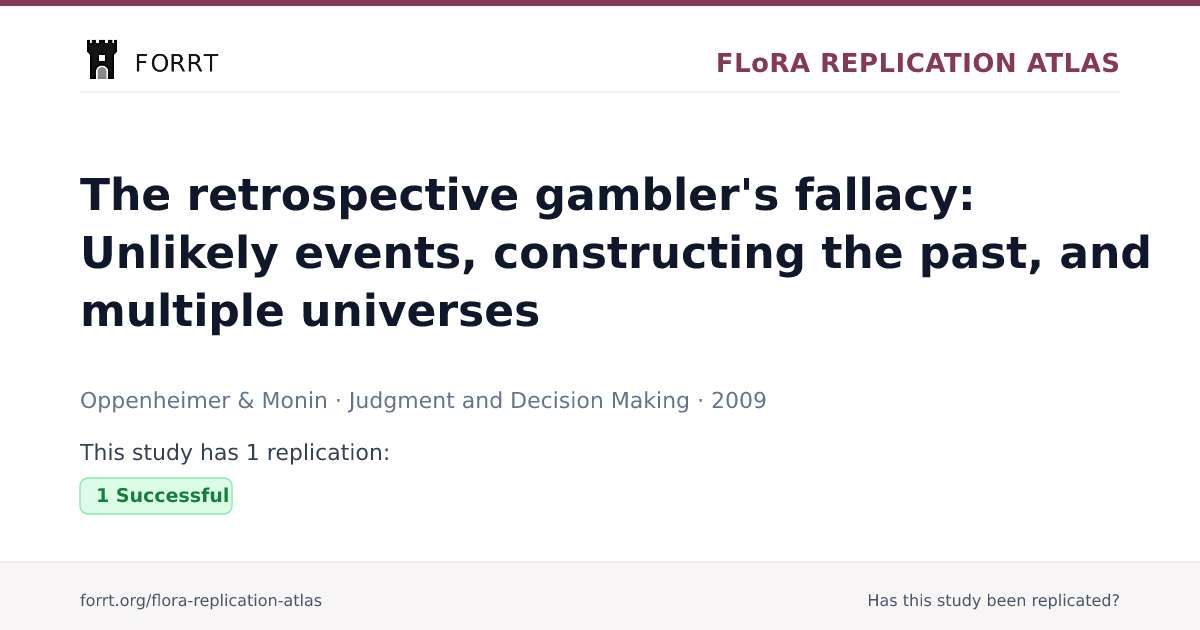 FORRT
FLoRA REPLICATION ATLAS
The retrospective gambler's fallacy:
Unlikely events, constructing the past, and
multiple universes
Oppenheimer & Monin · Judgment and Decision Making · 2009
This study has 1 replication:
1 Successful
forrt.org/flora-replication-atlas
Has this study been replicated?